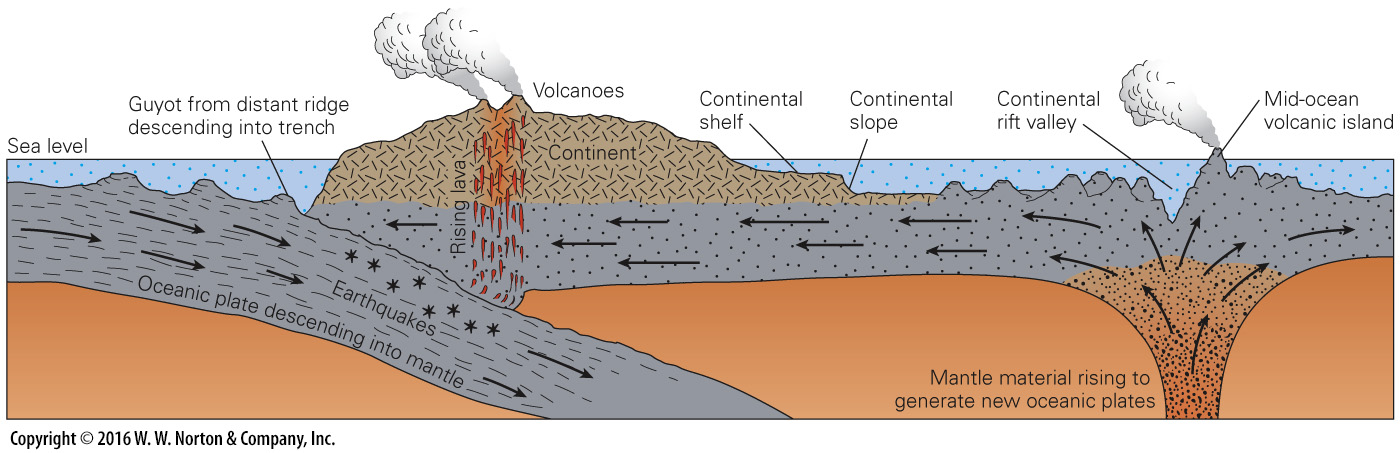 Volcanoes
Guyot from distant ridge
descending into trench
Continental
shelf
Continental
slope
Continental
rift valley
Mid-ocean
volcanic island
Sea level
Rising lava
Continent
Earthquakes
Oceanic plate descending into mantle
Mantle material rising to
generate new oceanic plates
Copyright © 2016 W. W. Norton & Company, Inc.